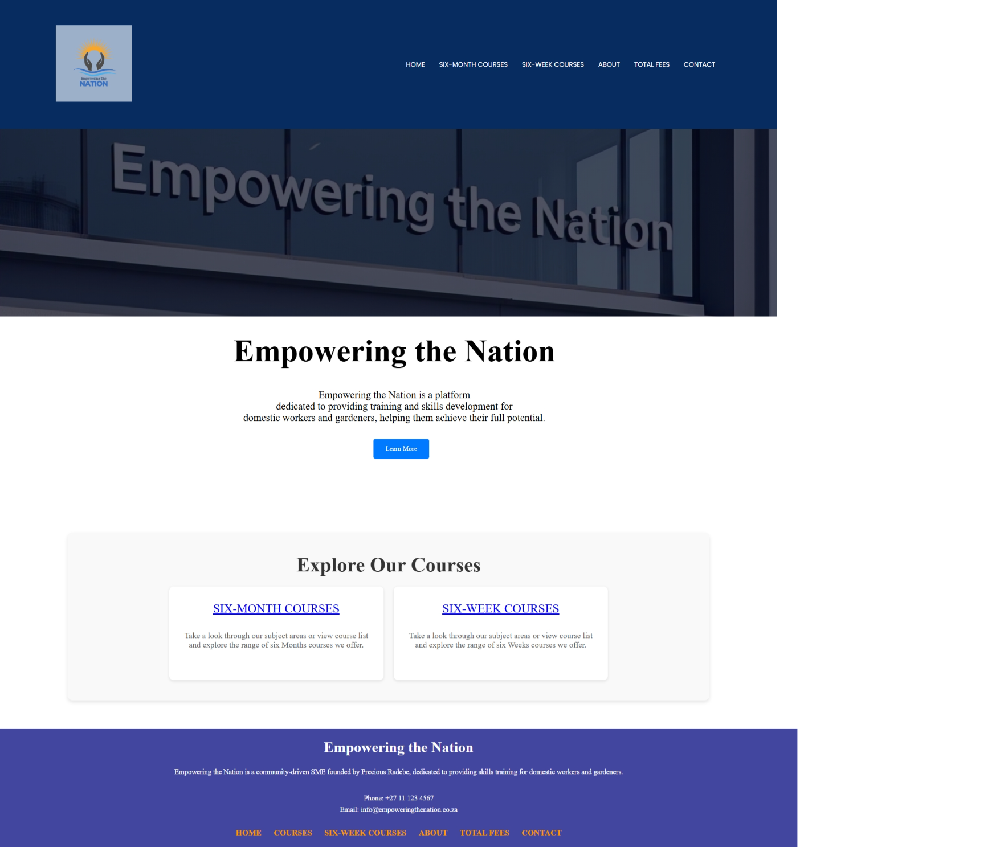 Empowering The
NATION
HOME SIX-MONTH COURSES SIX-WEEK COURSES ABOUT TOTAL FEES CONTACT
Empowering the Nation
Empowering the Nation
Empowering the Nation is a platform
dedicated to providing training and skills development for
domestic workers and gardeners, helping them achieve their full potential.
Learn More
Explore Our Courses
SIX-MONTH COURSES
Take a look through our subject areas or view course list
and explore the range of six Months courses we offer.
SIX-WEEK COURSES
Take a look through our subject areas or view course list
and explore the range of six Weeks courses we offer.
Empowering the Nation
Empowering the Nation is a community-driven SME founded by Precious Radebe, dedicated to providing skills training for domestic workers and gardeners.
Phone: +27 11 123 4567
Email: info@empoweringthenation.co.za
HOME COURSES SIX-WEEK COURSES ABOUT TOTAL FEES CONTACT